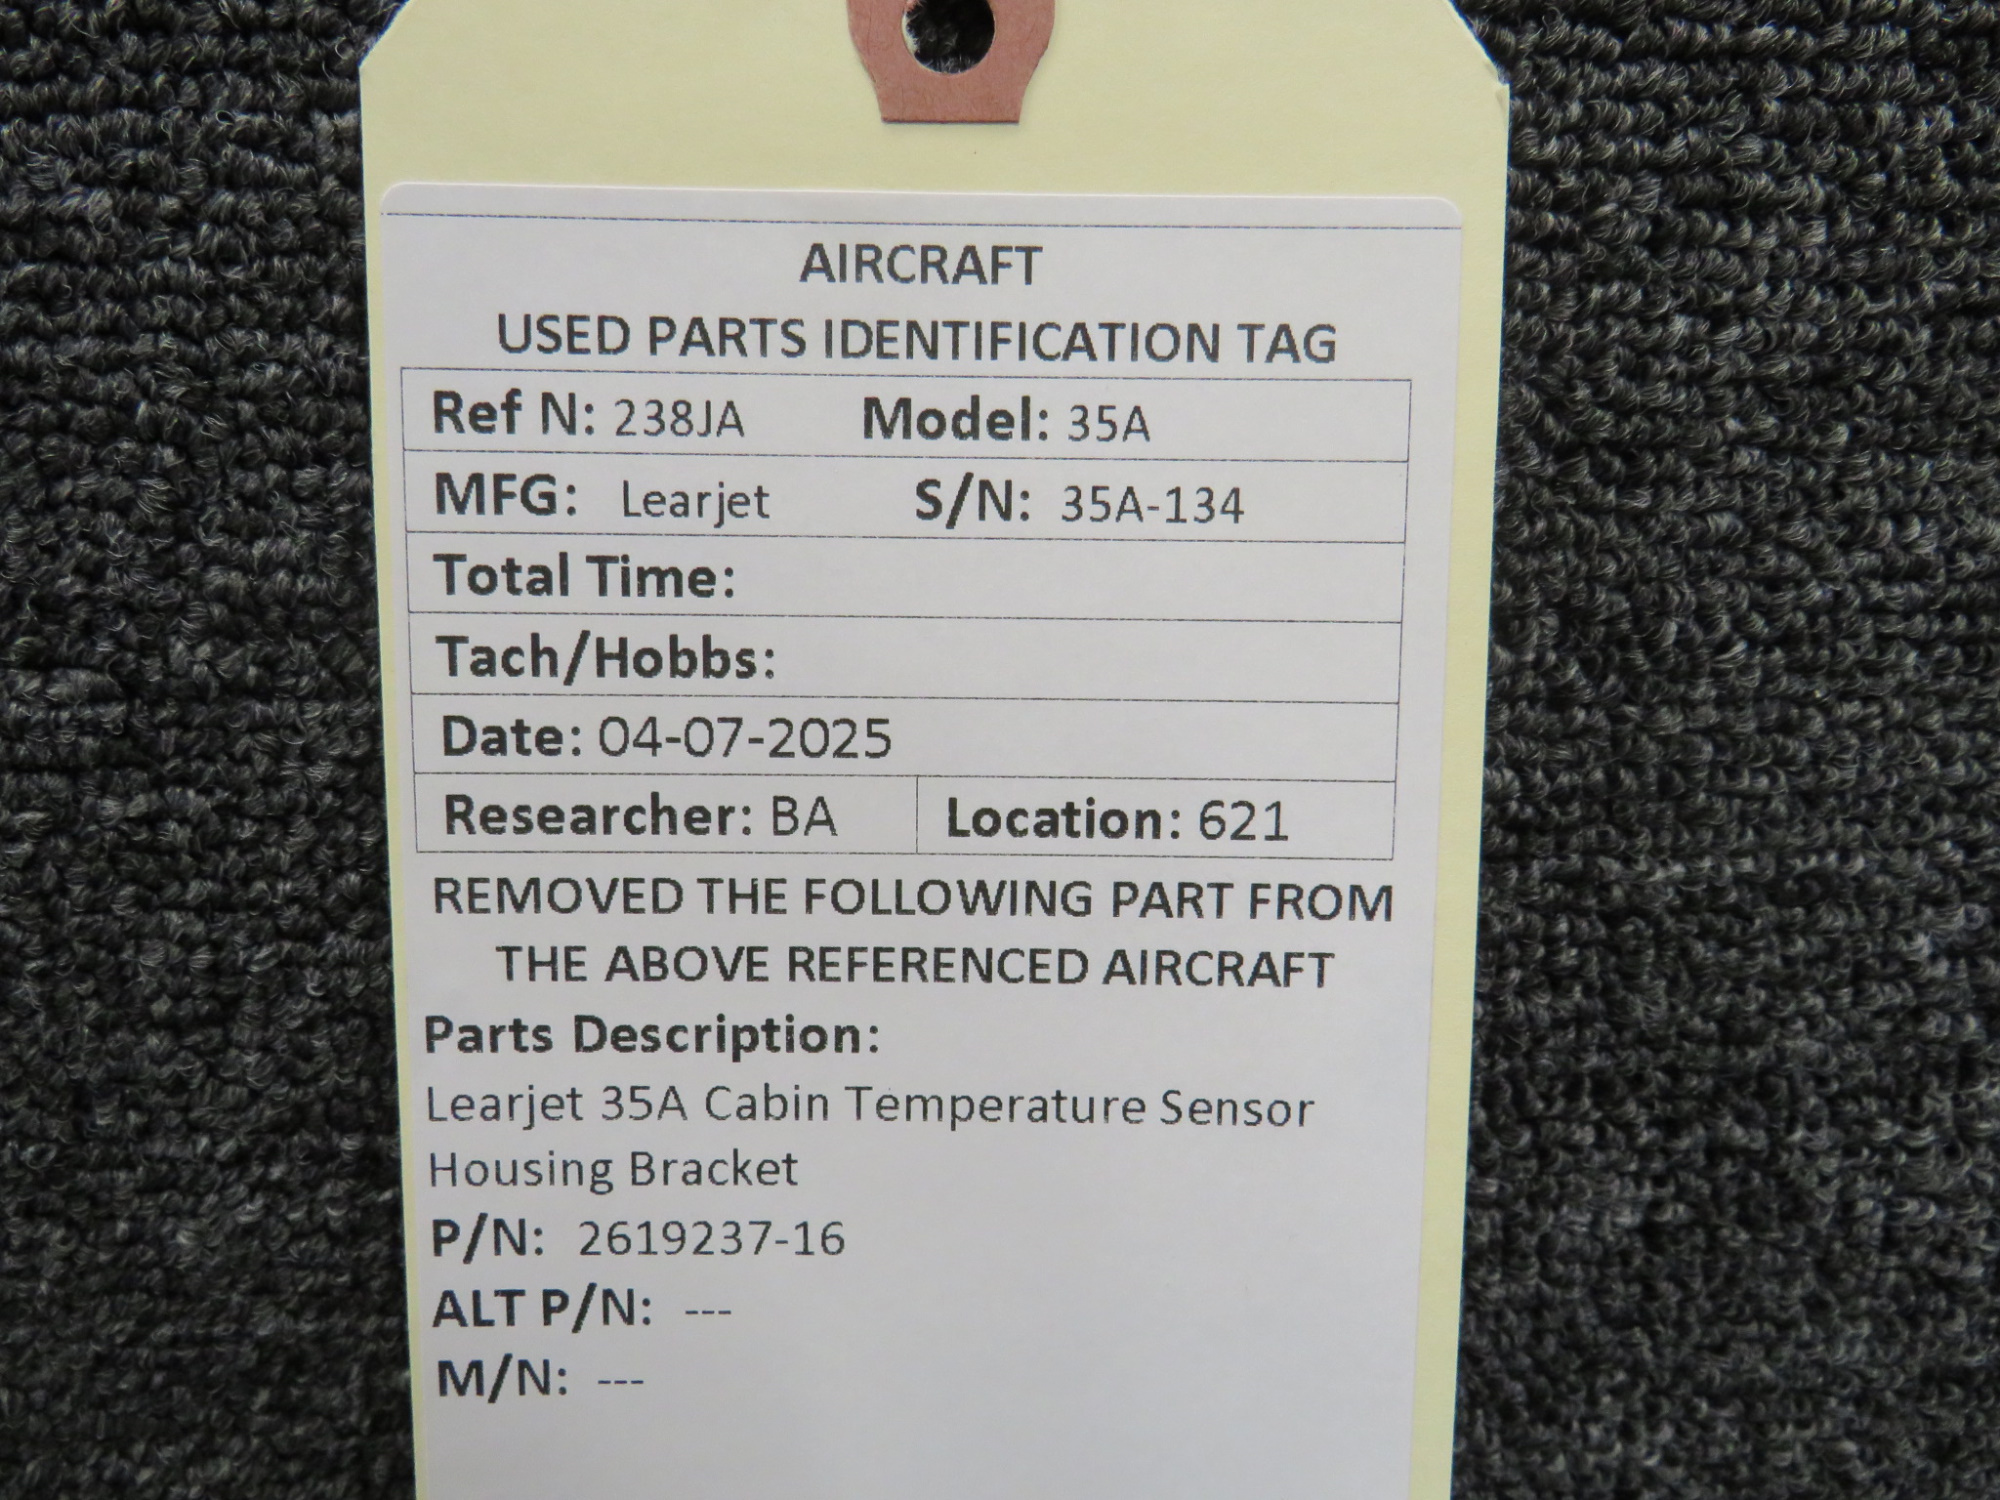 AIRCRAFT
USED PARTS IDENTIFICATION TAG
Ref N: 238JA Model: 35A
MFG: Learjet S/N: 35A-134
Total Time:
Tach/Hobbs:
Date: 04-07-2025
Researcher: BA Location: 621
REMOVED THE FOLLOWING PART FROM
THE ABOVE REFERENCED AIRCRAFT
Parts Description:
Learjet 35A Cabin Temperature Sensor
Housing Bracket
P/N: 2619237-16
ALT P/N: ---
M/N: ---